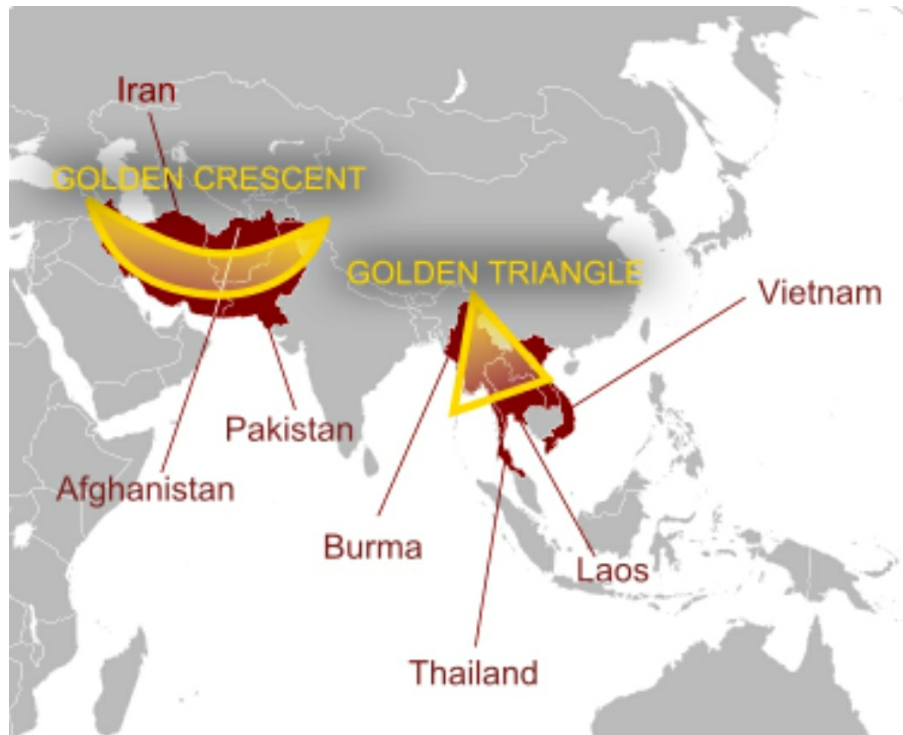 Iran
GOLDEN CRESCENT
GOLDEN TRIANGLE
Vietnam
Pakistan
Afghanistan
Burma
Laos
Thailand